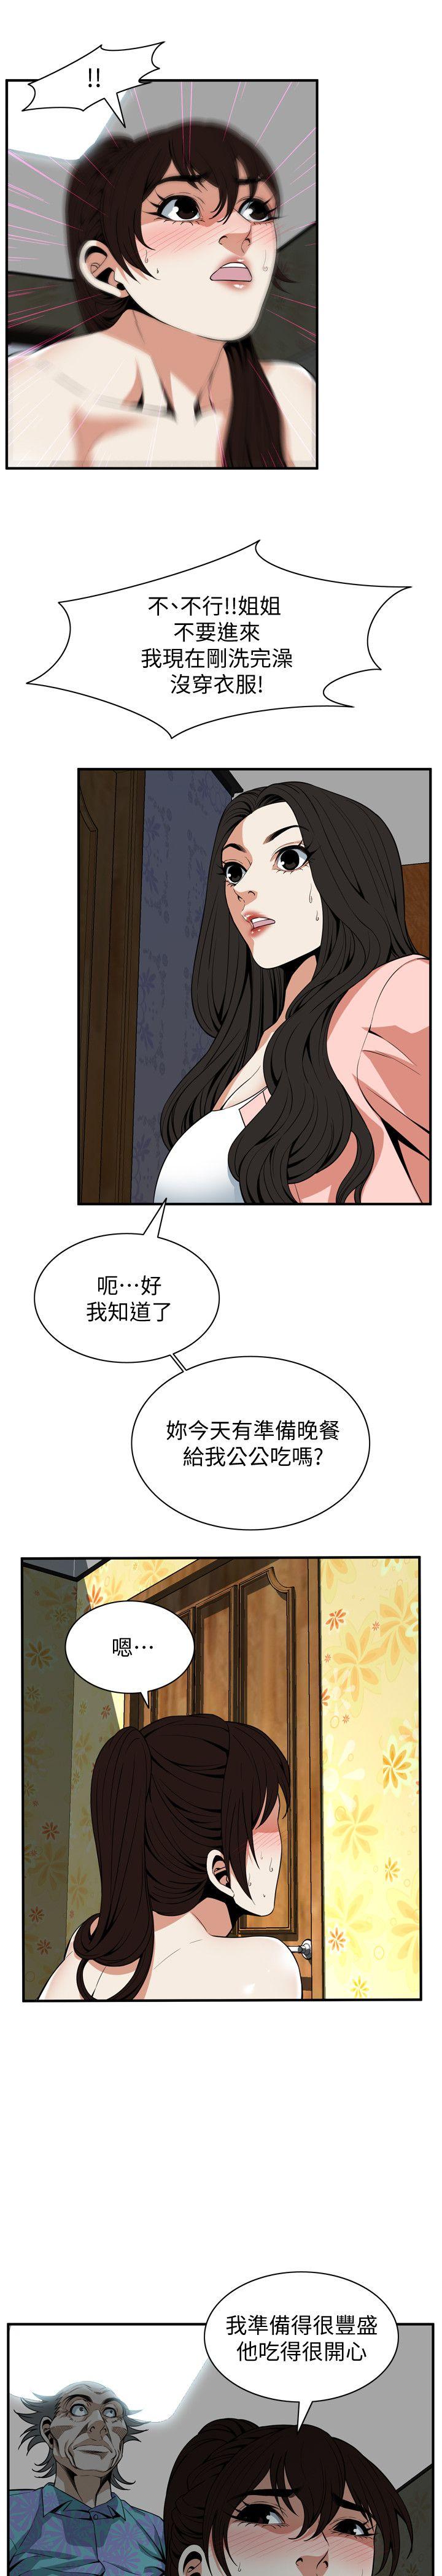 !!
不、不行!!姐姐
不要進來
我現在剛洗完澡
沒穿衣服!
呃⋯好
我知道了
妳今天有準備晚餐
給我公公吃嗎?
嗯⋯
我準備得很豐盛
他吃得很開心